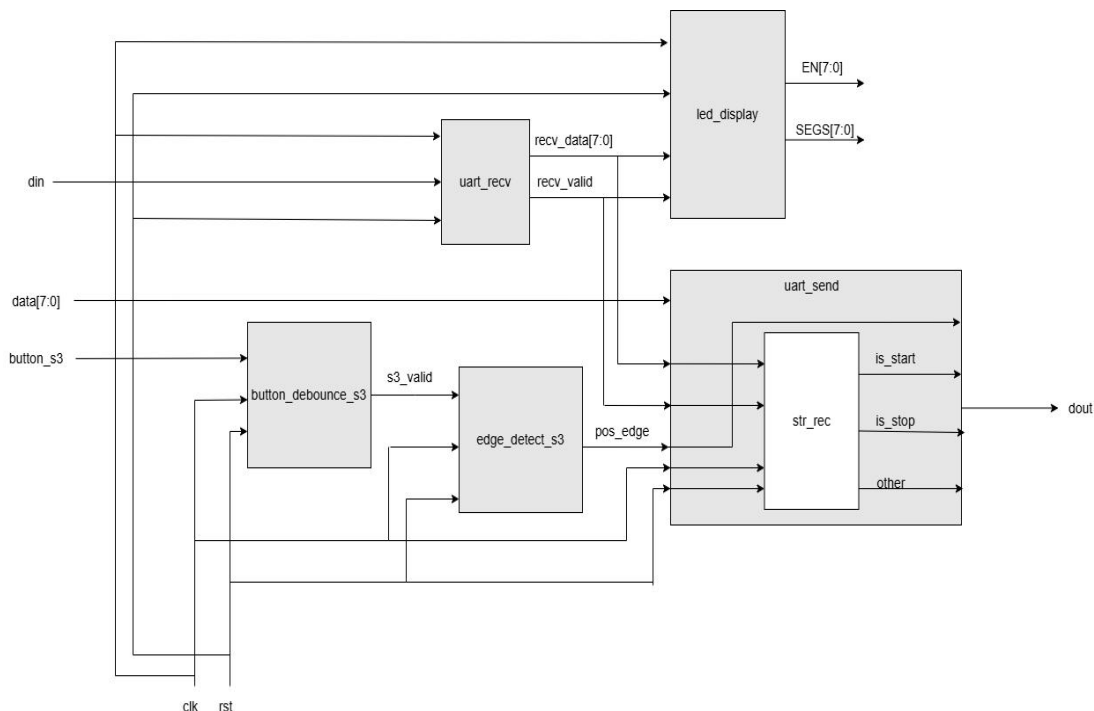 EN[7:0]
led_display
SEGS[7:0]
recv_data[7:0]
din
uart_recv
recv_valid
uart_send
data[7:0]
button_s3
is_start
s3_valid
button_debounce_s3
dout
is_stop
str_rec
pos_edge
edge_detect_s3
other
clk
rst